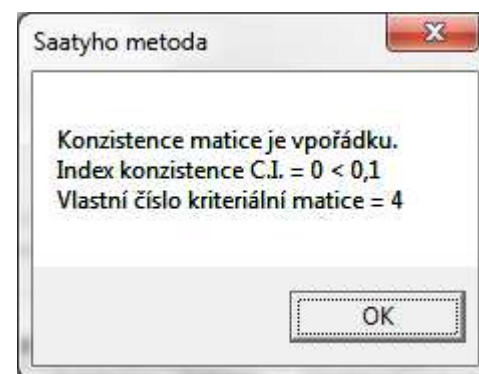 Saatyho metoda
Konzistence matice je vpořádku.
Index konzistence C.I. = 0 < 0,1
Vlastní číslo kriteriální matice = 4
OK